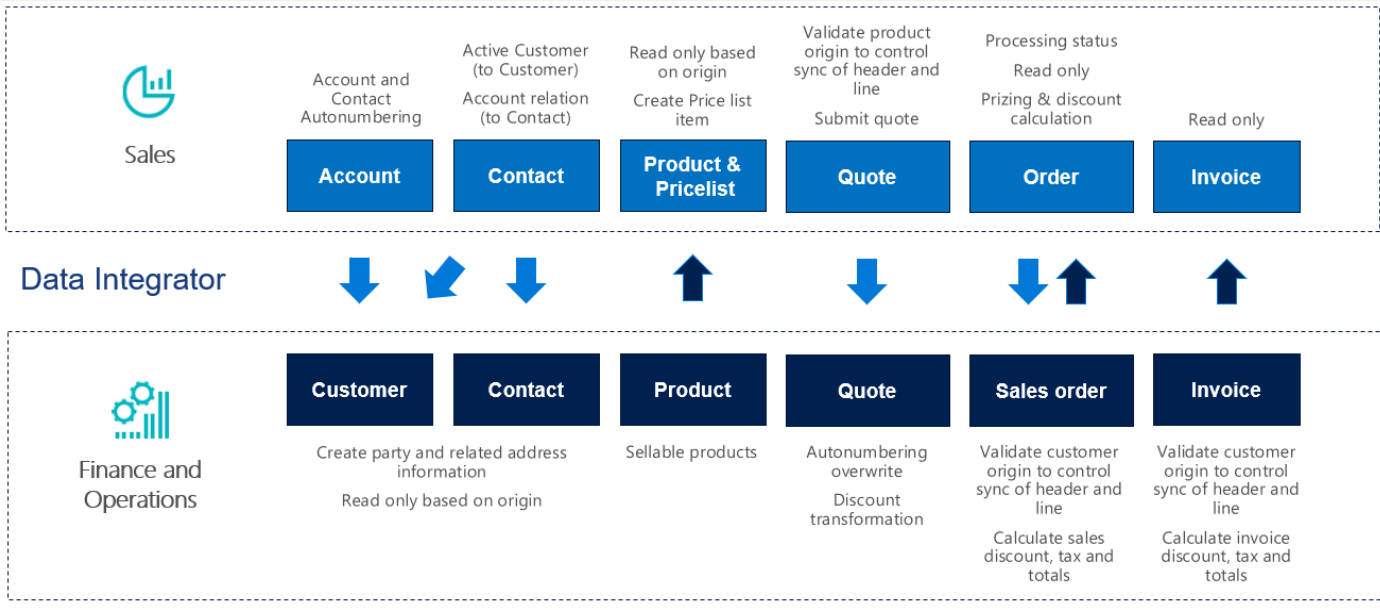 Sales
Account and
Contact
Autonumbering
Account
Active Customer
(to Customer)
Account relation
(to Contact)
Contact
Read only based
on origin
Create Price list
item
Product &
Pricelist
Validate product
origin to control
sync of header and
line
Submit quote
Quote
Processing status
Read only
Prizing & discount
calculation
Order
Read only
Invoice
Data Integrator
Finance and
Operations
Customer
Contact
Create party and related address
information
Read only based on origin
Product
Sellable products
Quote
Autonumbering
overwrite
Discount
transformation
Sales order
Validate customer
origin to control
sync of header and
line
Calculate sales
discount, tax and
totals
Invoice
Validate customer
origin to control
sync of header and
line
Calculate invoice
discount, tax and
totals